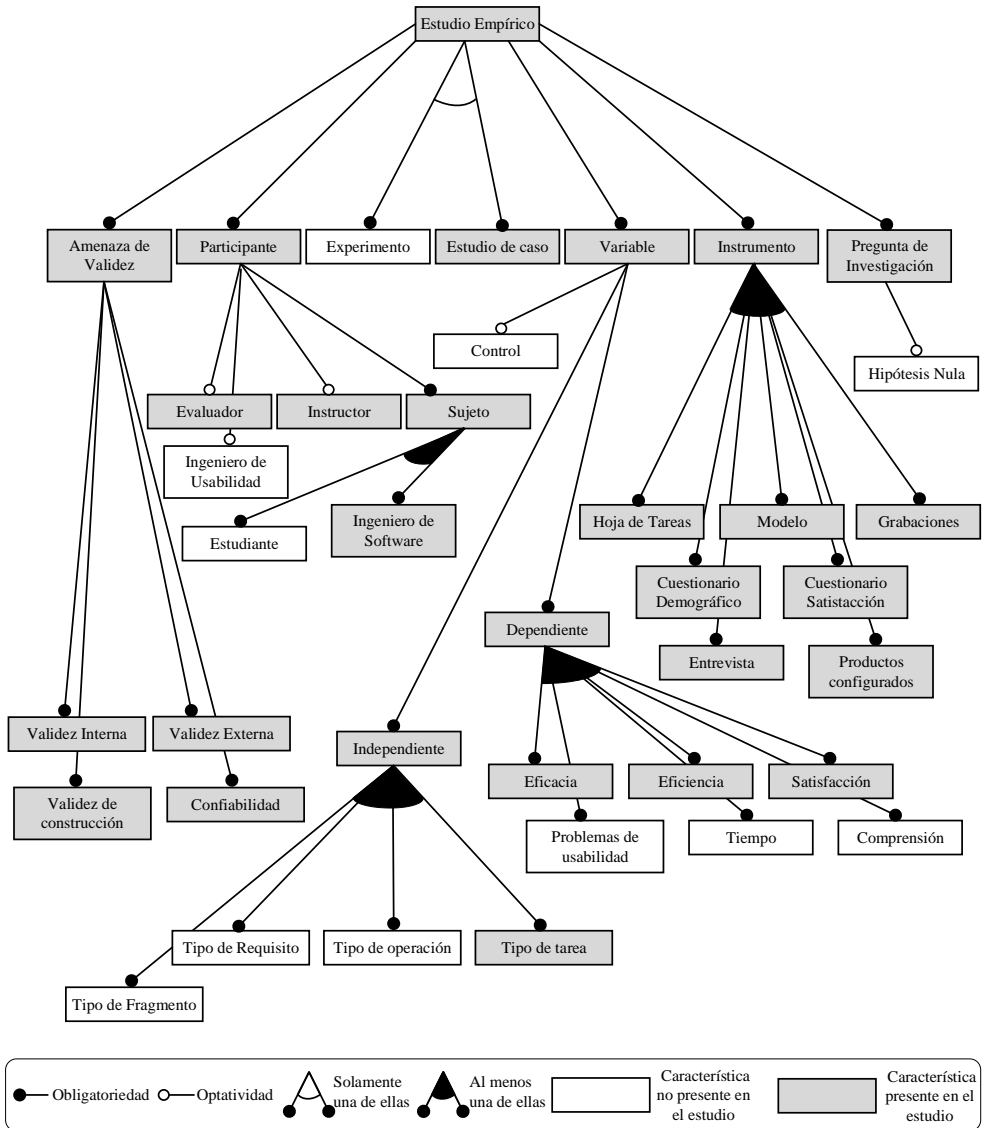 Estudio Empírico
Amenaza de
Validez
Participante
Experimento
Estudio de caso
Variable
Instrumento
Pregunta de
Investigación
Control
Hipótesis Nula
Evaluador
Instructor
Sujeto
Ingeniero de
Usabilidad
Estudiante
Ingeniero de
Software
Hoja de Tareas
Modelo
Grabaciones
Cuestionario
Demográfico
Cuestionario
Satistacción
Entrevista
Productos
configurados
Dependiente
Validez Interna
Validez Externa
Independiente
Validez de
construcción
Confiabilidad
Eficacia
Eficiencia
Satisfacción
Problemas de
usabilidad
Tiempo
Comprensión
Tipo de Requisito
Tipo de operación
Tipo de tarea
Tipo de Fragmento
Obligatoriedad
Optatividad
Solamente
una de ellas
Al menos
una de ellas
Característica
no presente en
el estudio
Característica
presente en el
estudio